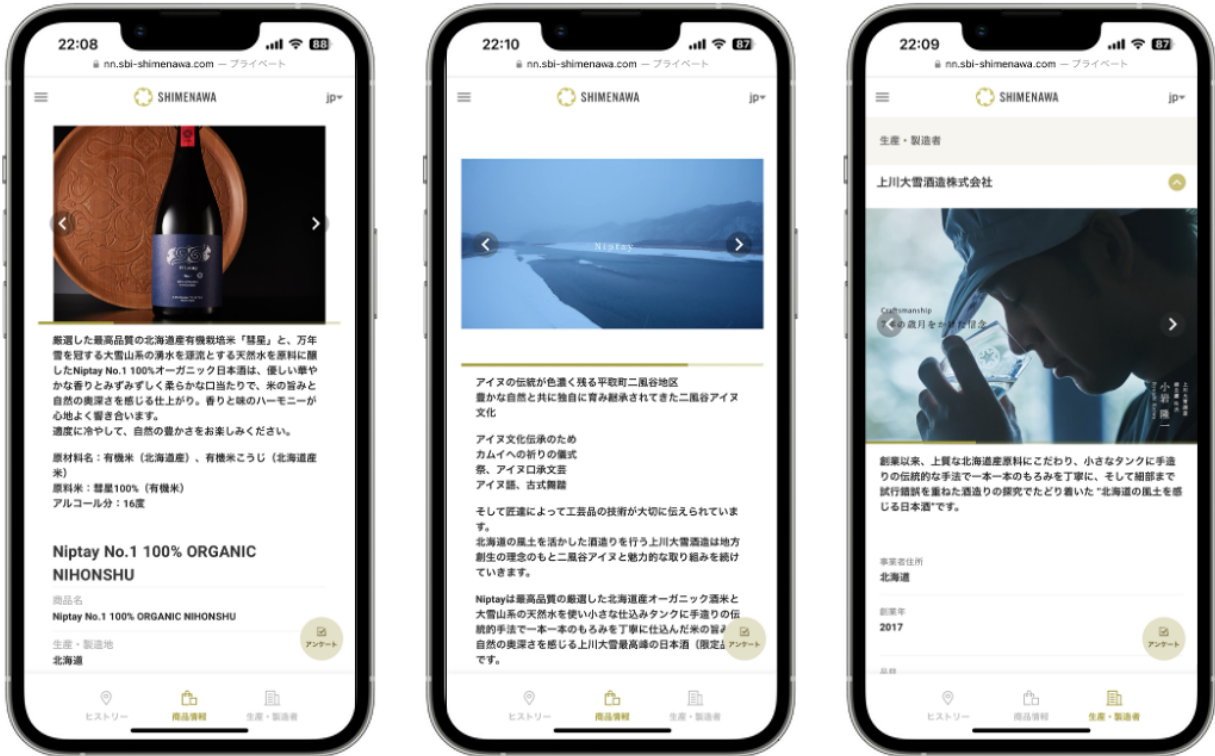 22:08
88
nn.sbi-shimenawa.com — プライベート
SHIMENAWA
jp
厳選した最高品質の北海道産有機栽培米「彗星」と、万年
雪を冠する大雪山系の湧水を源流とする天然水を原料に醸
したNiptay No.1 100%オーガニック日本酒は、優しい華や
かな香りとみずみずしく柔らかな口当たりで、米の旨みと
自然の奥深さを感じる仕上がり。香りと味のハーモニーが
心地よく響き合います。
適度に冷やして、自然の豊かさをお楽しみください。
原材料名：有機米（北海道産）、有機米こうじ（北海道産
米）
原料米：彗星100%（有機米）
アルコール分：16度
Niptay No.1 100% ORGANIC
NIHONSHU
商品名
Niptay No.1 100% ORGANIC NIHONSHU
生産・製造地
北海道
アンケート
ヒストリー
商品情報
生産・製造者
22:10
87
nn.sbi-shimenawa.com — プライベート
SHIMENAWA
jp
Niptay
アイヌの伝統が色濃く残る平取町二風谷地区
豊かな自然と共に独自に育み継承されてきた二風谷アイヌ
文化
アイヌ文化伝承のため
カムイへの祈りの儀式
祭、アイヌ口承文芸
アイヌ語、古式舞踊
そして匠達によって工芸品の技術が大切に伝えられていま
す。
北海道の風土を活かした酒造りを行う上川大雪酒造は地方
創生の理念のもと二風谷アイヌと魅力的な取り組みを続け
ていきます。
Niptayは最高品質の厳選した北海道産オーガニック酒米と
大雪山系の天然水を使い小さな仕込みタンクに手造りの伝
統的手法で一本一本のもろみを丁寧に仕込んだ米の旨み
自然の奥深さを感じる上川大雪最高峰の日本酒（限定品
です。
アンケート
ヒストリー
商品情報
生産・製造者
22:09
87
nn.sbi-shimenawa.com — プライベート
SHIMENAWA
jp
生産・製造者
上川大雪酒造株式会社
Craftsmanship
の歳月をかけた信念
上川大雪酒造
小岩 隆一
創業以来、上質な北海道産原料にこだわり、小さなタンクに手造
りの伝統的な手法で一本一本のもろみを丁寧に、そして細部まで
試行錯誤を重ねた酒造りの探究でたどり着いた “北海道の風土を感
じる日本酒”です。
事業者住所
北海道
創業年
2017
品目
アンケート
ヒストリー
商品情報
生産・製造者